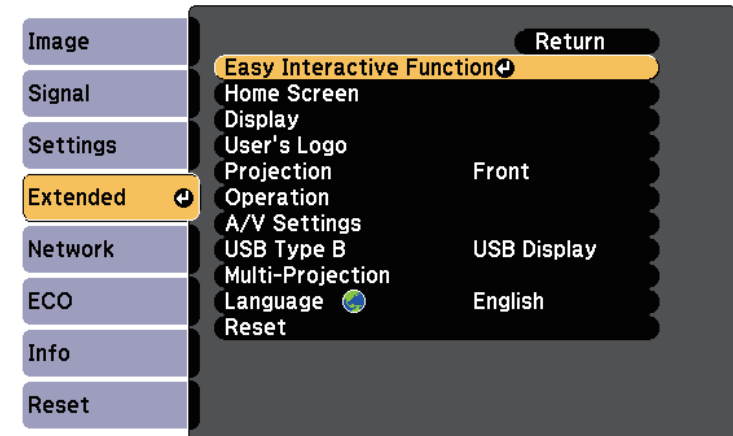 Image
Signal
Settings
Extended
Network
ECO
Info
Reset
Return
Easy Interactive Function
Home Screen
Display
User's Logo
Projection Front
Operation
A/V Settings
USB Type B USB Display
Multi-Projection
Language English
Reset